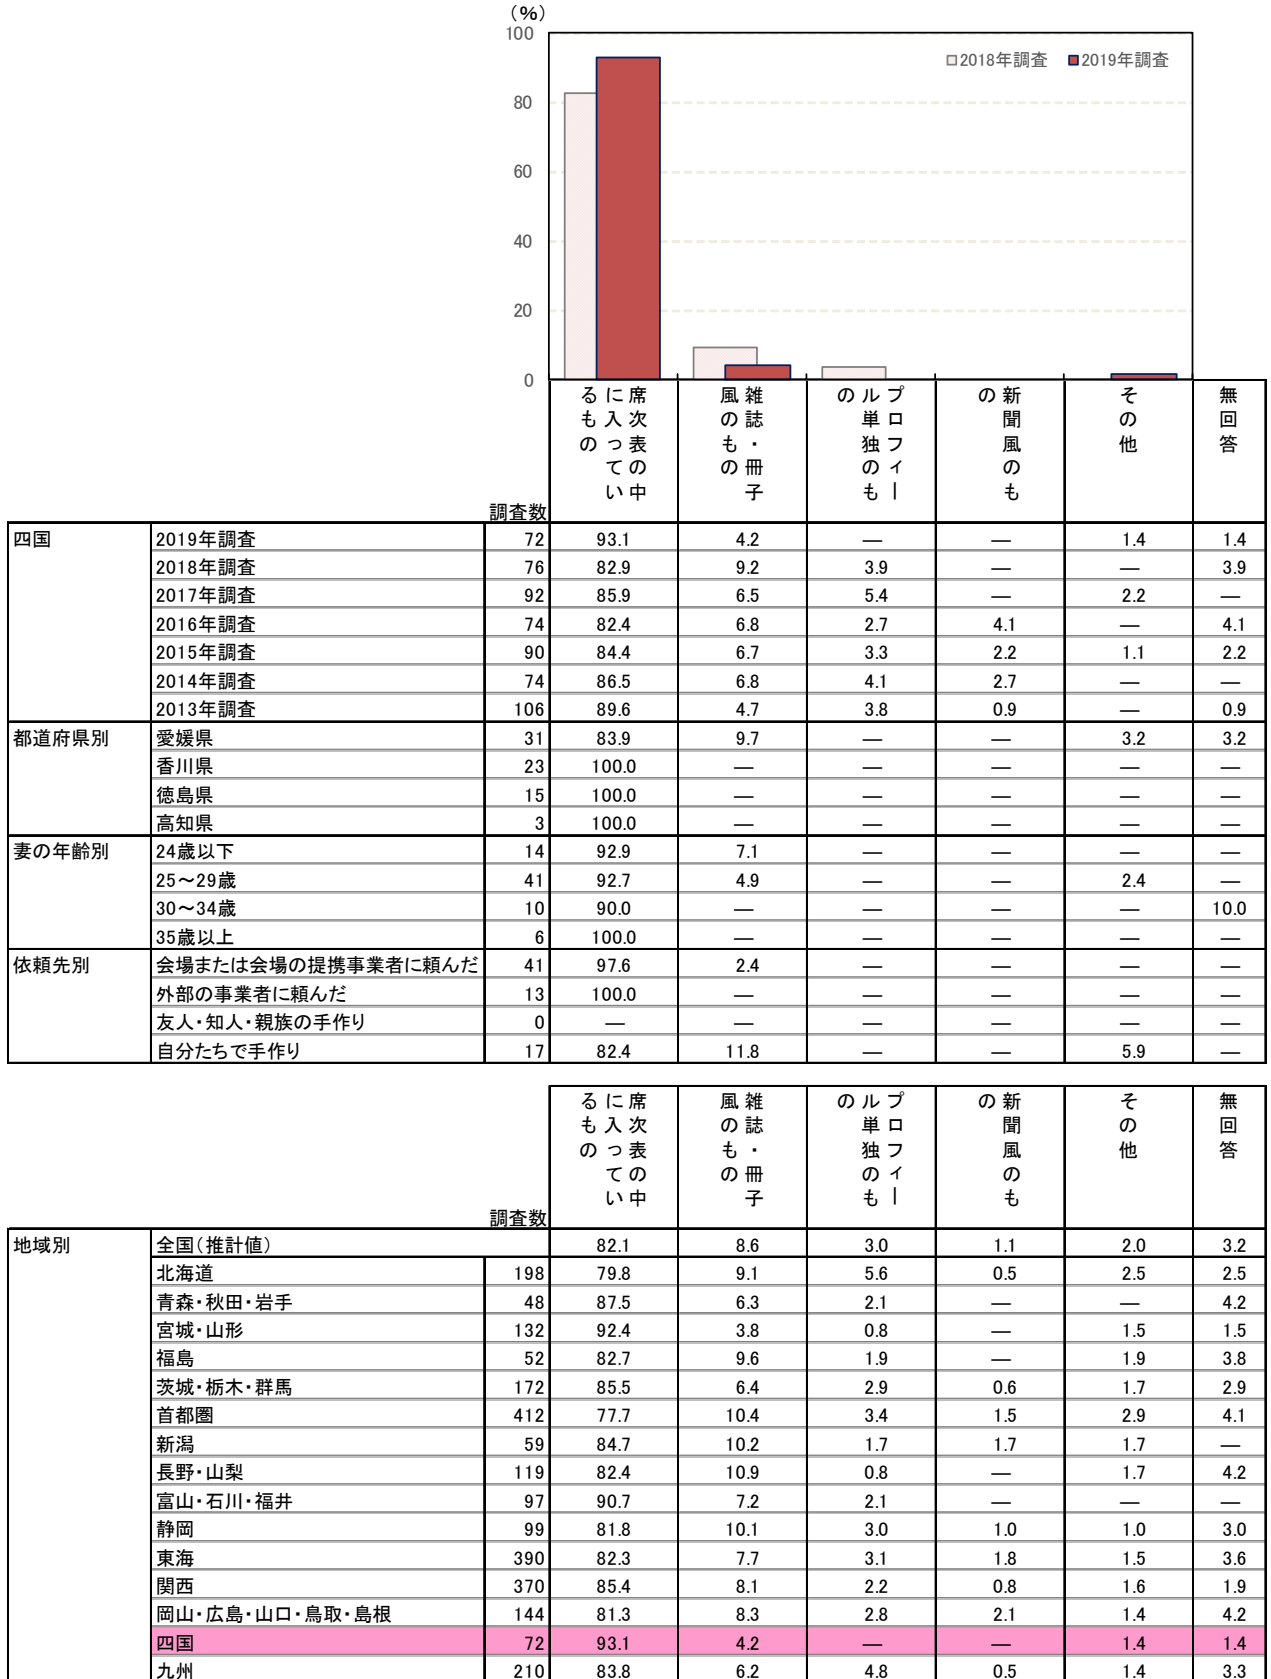 （%）
100
80
60
40
20
0
2018年調査 2019年調査
調査数 席次表の中に入っているもの 雑誌・冊子風のもの プロフィール単独のもの 新聞風のもの その他 無回答
四国 2019年調査 72 93.1 4.2 ― ― 1.4 1.4
2018年調査 76 82.9 9.2 3.9 ― ― 3.9
2017年調査 92 85.9 6.5 5.4 ― 2.2 ―
2016年調査 74 82.4 6.8 2.7 4.1 ― 4.1
2015年調査 90 84.4 6.7 3.3 2.2 1.1 2.2
2014年調査 74 86.5 6.8 4.1 2.7 ― ―
2013年調査 106 89.6 4.7 3.8 0.9 ― 0.9
都道府県別 愛媛県 31 83.9 9.7 ― ― 3.2 3.2
香川県 23 100.0 ― ― ― ― ―
徳島県 15 100.0 ― ― ― ― ―
高知県 3 100.0 ― ― ― ― ―
妻の年齢別 24歳以下 14 92.9 7.1 ― ― ― ―
25～29歳 41 92.7 4.9 ― ― 2.4 ―
30～34歳 10 90.0 ― ― ― ― 10.0
35歳以上 6 100.0 ― ― ― ― ―
依頼先別 会場または会場の提携事業者に頼んだ 41 97.6 2.4 ― ― ― ―
外部の事業者に頼んだ 13 100.0 ― ― ― ― ―
友人・知人・親族の手作り 0 ― ― ― ― ― ―
自分たちで手作り 17 82.4 11.8 ― ― 5.9 ―
調査数 席次表の中に入っているもの 雑誌・冊子風のもの プロフィール単独のもの 新聞風のもの その他 無回答
地域別 全国（推計値） 82.1 8.6 3.0 1.1 2.0 3.2
北海道 198 79.8 9.1 5.6 0.5 2.5 2.5
青森・秋田・岩手 48 87.5 6.3 2.1 ― ― 4.2
宮城・山形 132 92.4 3.8 0.8 ― 1.5 1.5
福島 52 82.7 9.6 1.9 ― 1.9 3.8
茨城・栃木・群馬 172 85.5 6.4 2.9 0.6 1.7 2.9
首都圏 412 77.7 10.4 3.4 1.5 2.9 4.1
新潟 59 84.7 10.2 1.7 1.7 1.7 ―
長野・山梨 119 82.4 10.9 0.8 ― 1.7 4.2
富山・石川・福井 97 90.7 7.2 2.1 ― ― ―
静岡 99 81.8 10.1 3.0 1.0 1.0 3.0
東海 390 82.3 7.7 3.1 1.8 1.5 3.6
関西 370 85.4 8.1 2.2 0.8 1.6 1.9
岡山・広島・山口・鳥取・島根 144 81.3 8.3 2.8 2.1 1.4 4.2
四国 72 93.1 4.2 ― ― 1.4 1.4
九州 210 83.8 6.2 4.8 0.5 1.4 3.3